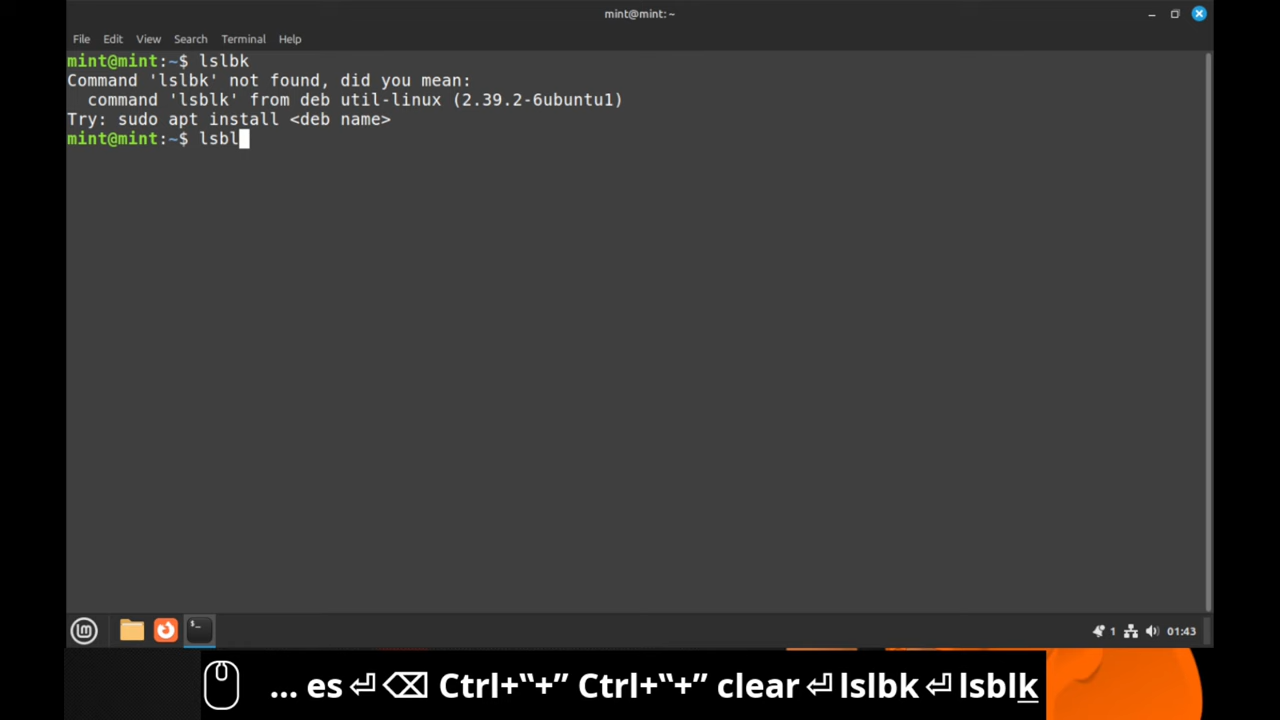 mint@mint:~
File Edit View Search Terminal Help
mint@mint:~$ lslbk
Command 'lslbk' not found, did you mean:
  command 'lsblk' from deb util-linux (2.39.2-6ubuntu1)
Try: sudo apt install <deb name>
mint@mint:~$ lsbl
1 01:43
... es⏎⌫ Ctrl+“+” Ctrl+“+” clear⏎lslbk⏎lsblk